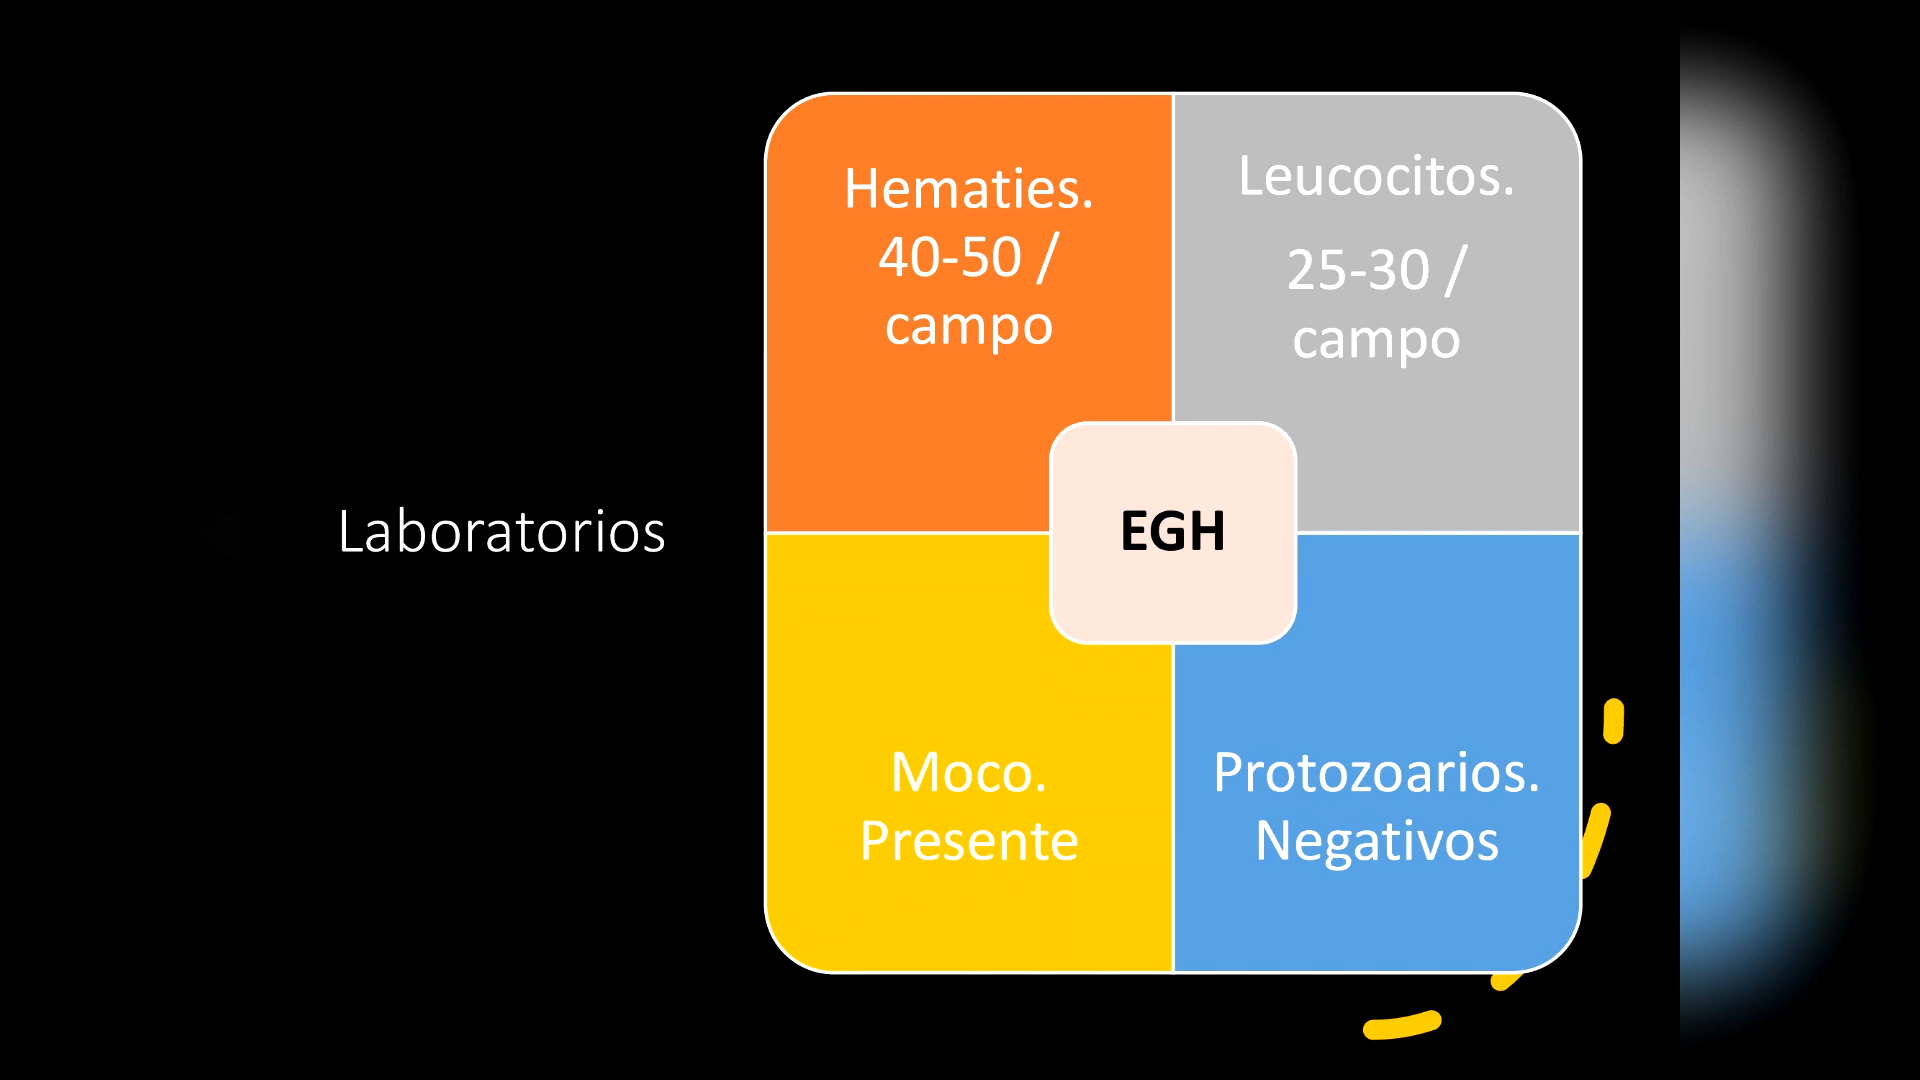 Laboratorios
Hematies.
40-50 /
campo
Leucocitos.
25-30 /
campo
EGH
Moco.
Presente
Protozoarios.
Negativos